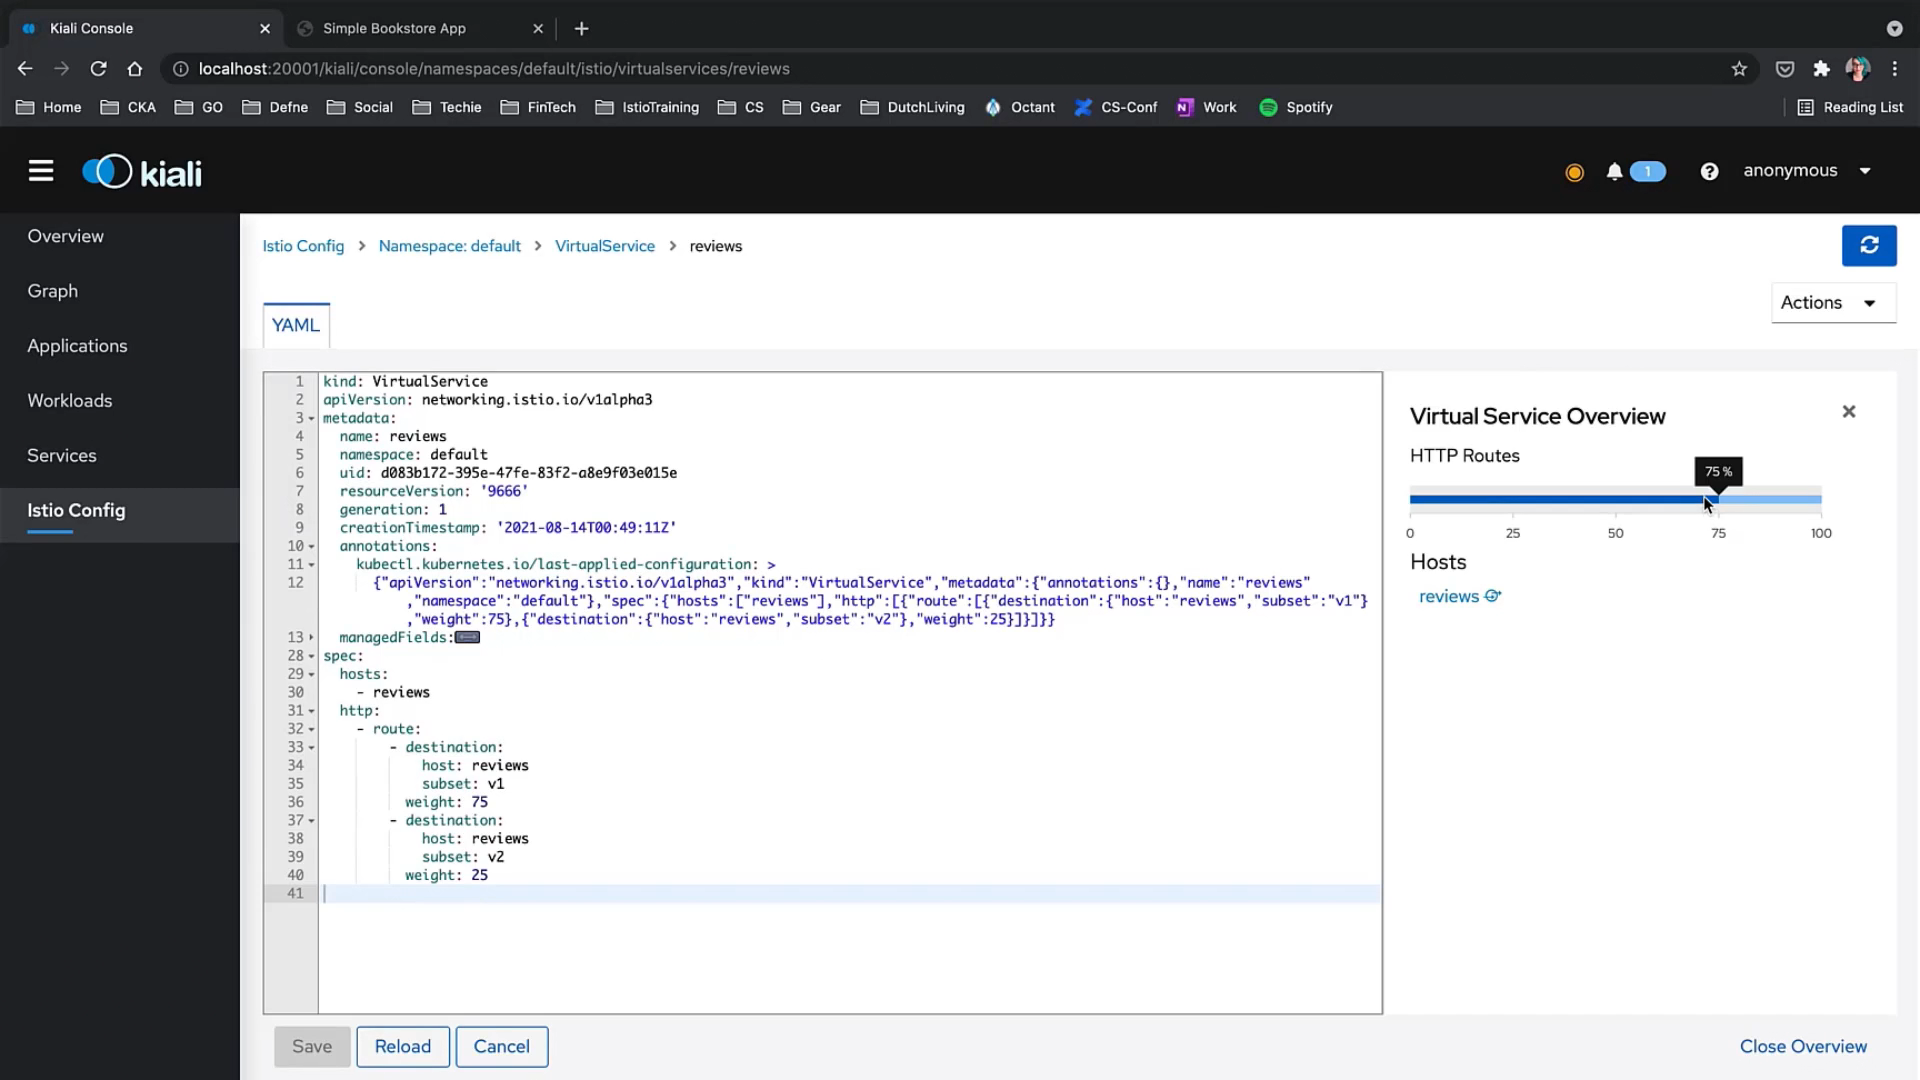 Kiali Console
Simple Bookstore App
localhost:20001/kiali/console/namespaces/default/istio/virtualservices/reviews
Home CKA GO Defne Social Techie FinTech IstioTraining CS Gear DutchLiving Octant CS-Conf Work Spotify Reading List
kiali
1
anonymous
Overview
Graph
Applications
Workloads
Services
Istio Config
Istio Config > Namespace: default > VirtualService > reviews
Actions
YAML
1 kind: VirtualService
2 apiVersion: networking.istio.io/v1alpha3
3 metadata:
4 name: reviews
5 namespace: default
6 uid: d083b172-395e-47fe-83f2-a8e9f03e015e
7 resourceVersion: '9666'
8 generation: 1
9 creationTimestamp: '2021-08-14T00:49:11Z'
10 annotations:
11 kubectl.kubernetes.io/last-applied-configuration: >
12 {"apiVersion":"networking.istio.io/v1alpha3","kind":"VirtualService","metadata":{"annotations":{},"name":"reviews"
,"namespace":"default"},"spec":{"hosts":["reviews"],"http":[{"route":[{"destination":{"host":"reviews","subset":"v1"}
,"weight":75},{"destination":{"host":"reviews","subset":"v2"},"weight":25}]}]}}
13 managedFields:
28 spec:
29 hosts:
30 - reviews
31 http:
32 - route:
33 - destination:
34 host: reviews
35 subset: v1
36 weight: 75
37 - destination:
38 host: reviews
39 subset: v2
40 weight: 25
41
Virtual Service Overview
HTTP Routes
75 %
0 25 50 75 100
Hosts
reviews
Save
Reload
Cancel
Close Overview